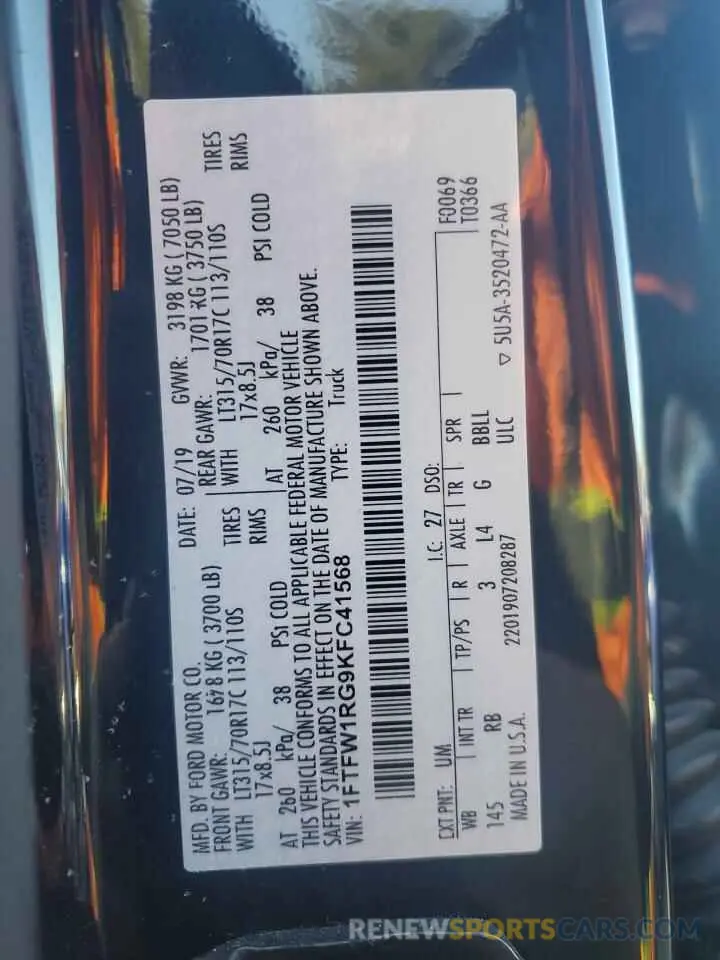 MFD. BY FORD MOTOR CO.
DATE: 07/19 GVWR: 3198 KG ( 7050 LB)
FRONT GAWR: 1678 KG ( 3700 LB)
REAR GAWR: 1701 KG ( 3750 LB)
WITH LT315/70R17C 113/110S TIRES
WITH LT315/70R17C 113/110S TIRES
17x8.5J RIMS
17x8.5J RIMS
AT 260 kPa/ 38 PSI COLD
AT 260 kPa/ 38 PSI COLD
THIS VEHICLE CONFORMS TO ALL APPLICABLE FEDERAL MOTOR VEHICLE
SAFETY STANDARDS IN EFFECT ON THE DATE OF MANUFACTURE SHOWN ABOVE.
VIN: 1FTFW1RG9KFC41568 TYPE: Truck
EXT PNT: UM I.C: 27 DSO: F0069
WB INT TR TP/PS R AXLE TR SPR T0366
145 RB 3 L4 G BBLL
MADE IN U.S.A. 2201907208287 ULC ▽ 5U5A-3520472-AA
RENEWSPORTSCARS.COM